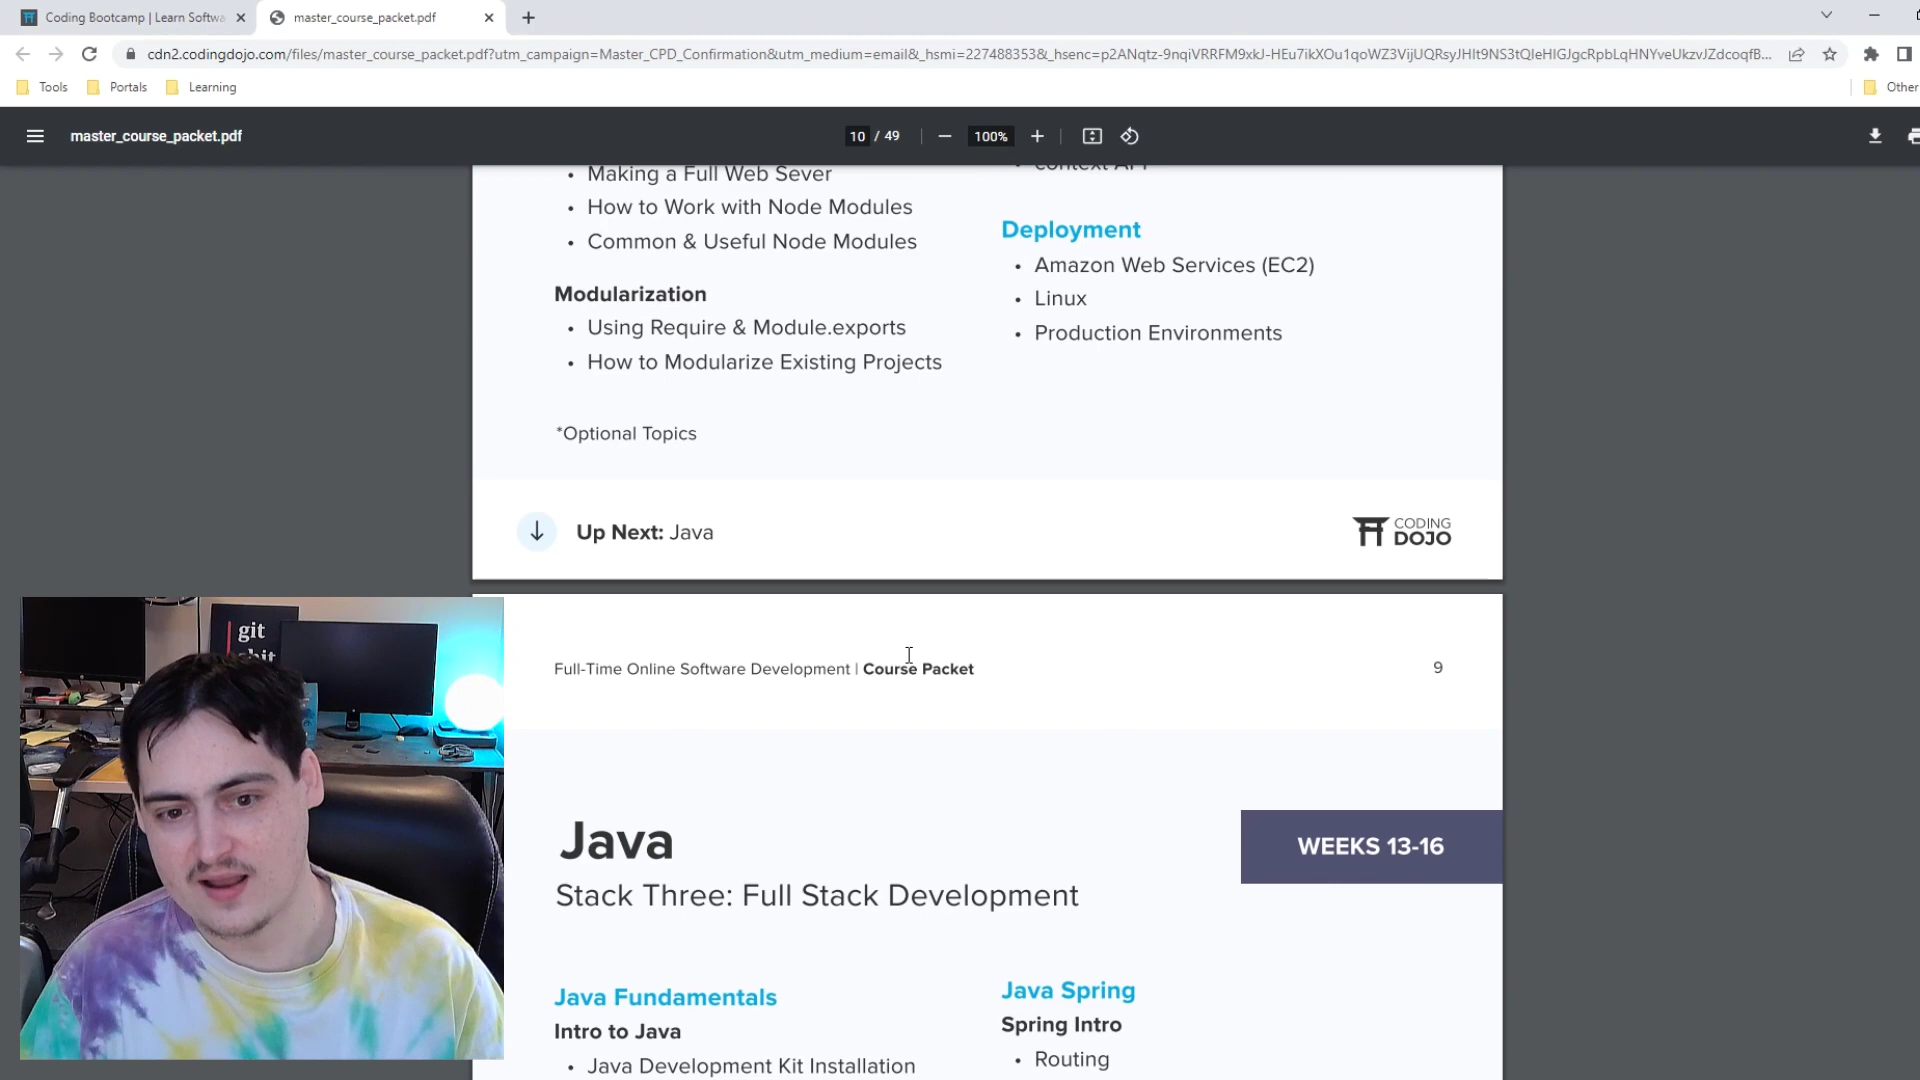 Coding Bootcamp | Learn Softwa
master_course_packet.pdf
cdn2.codingdojo.com/files/master_course_packet.pdf?utm_campaign=Master_CPD_Confirmation&utm_medium=email&_hsmi=227488353&_hsenc=p2ANqtz-9nqiVRRFM9xkJ-HEu7ikXOu1qoWZ3VijUQRsyJHIt9NS3tQleHIGJgcRpbLqHNYveUkzvJZdcoqfB...
Tools
Portals
Learning
Other
master_course_packet.pdf
10 / 49
100%
• Making a Full Web Sever
• How to Work with Node Modules
• Common & Useful Node Modules
Modularization
• Using Require & Module.exports
• How to Modularize Existing Projects
*Optional Topics
• context API
Deployment
• Amazon Web Services (EC2)
• Linux
• Production Environments
Up Next: Java
CODING
DOJO
Full-Time Online Software Development | Course Packet
9
Java
WEEKS 13-16
Stack Three: Full Stack Development
Java Fundamentals
Intro to Java
• Java Development Kit Installation
Java Spring
Spring Intro
• Routing
git